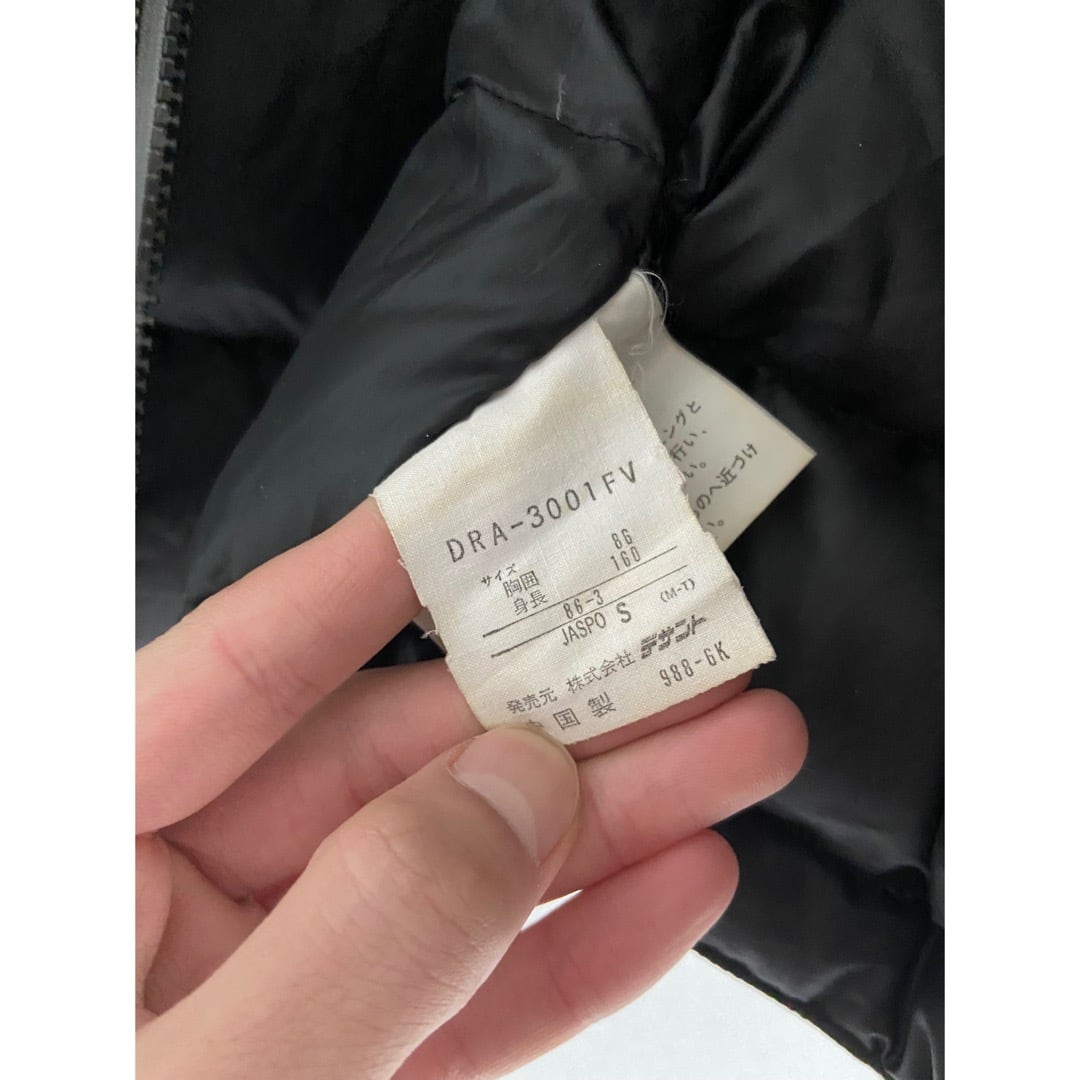 DRA-3001FV
サイズ
胸囲 86
身長 160
86-3
JASPO S (M-T)
発売元 株式会社 デサント
中国製 988-6K
ングと
行い、
い。
のへ近づけ